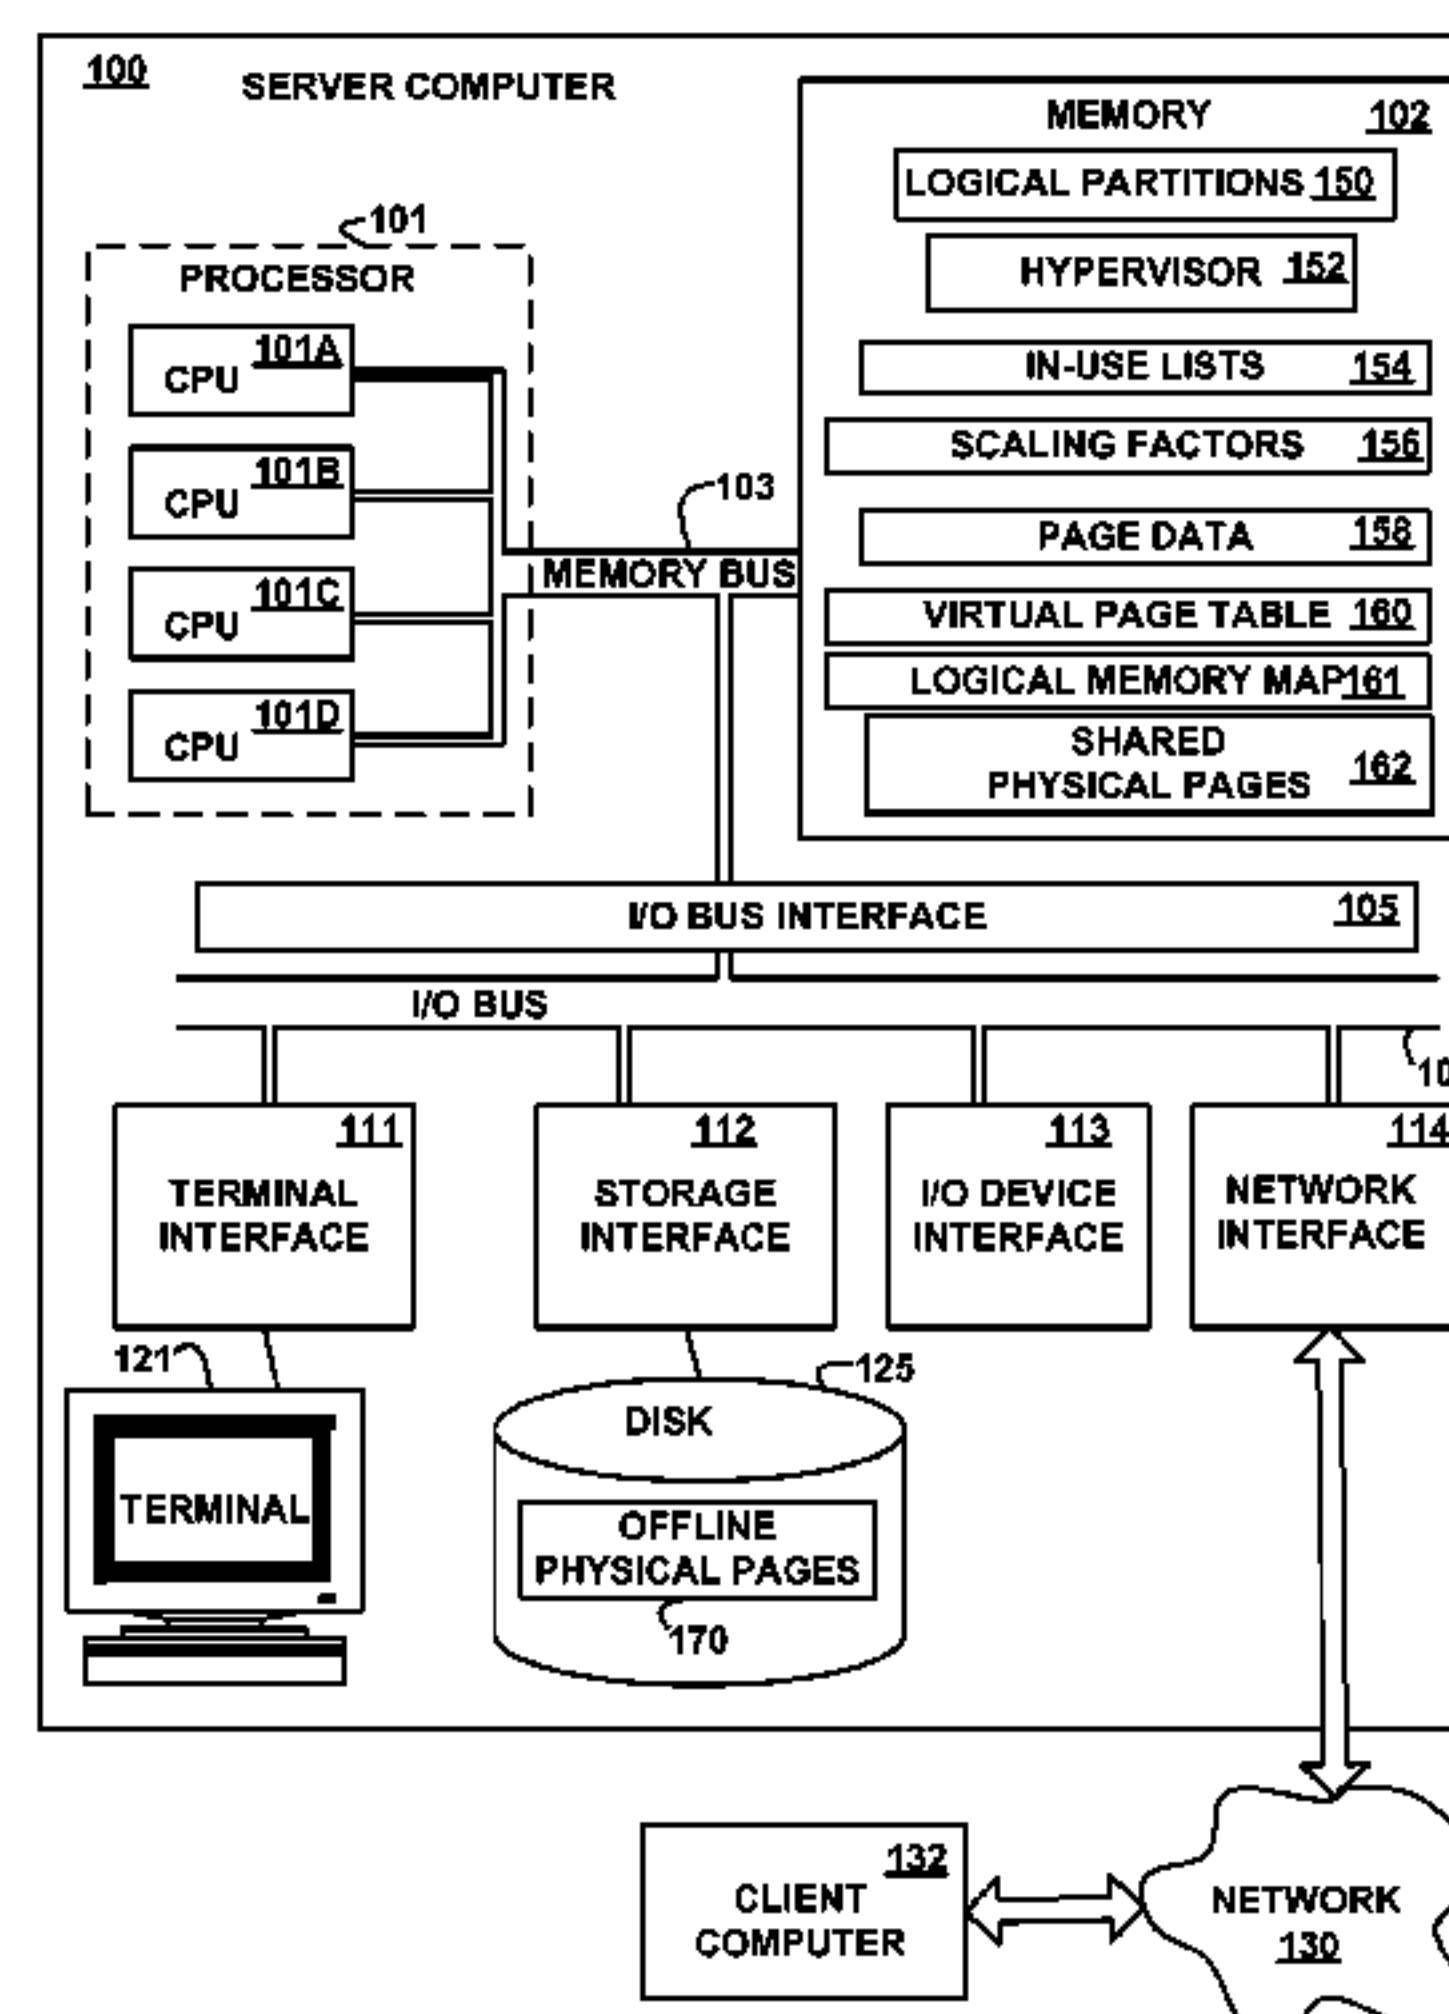 100
SERVER COMPUTER
MEMORY 102
LOGICAL PARTITIONS 150
HYPERVISOR 152
IN-USE LISTS 154
SCALING FACTORS 156
PAGE DATA 158
VIRTUAL PAGE TABLE 160
LOGICAL MEMORY MAP 161
SHARED
PHYSICAL PAGES 162
101
PROCESSOR
CPU 101A
CPU 101B
CPU 101C
CPU 101D
103
MEMORY BUS
I/O BUS INTERFACE 105
I/O BUS
10
111
TERMINAL
INTERFACE
112
STORAGE
INTERFACE
113
I/O DEVICE
INTERFACE
114
NETWORK
INTERFACE
121
TERMINAL
125
DISK
OFFLINE
PHYSICAL PAGES
170
132
CLIENT
COMPUTER
NETWORK
130